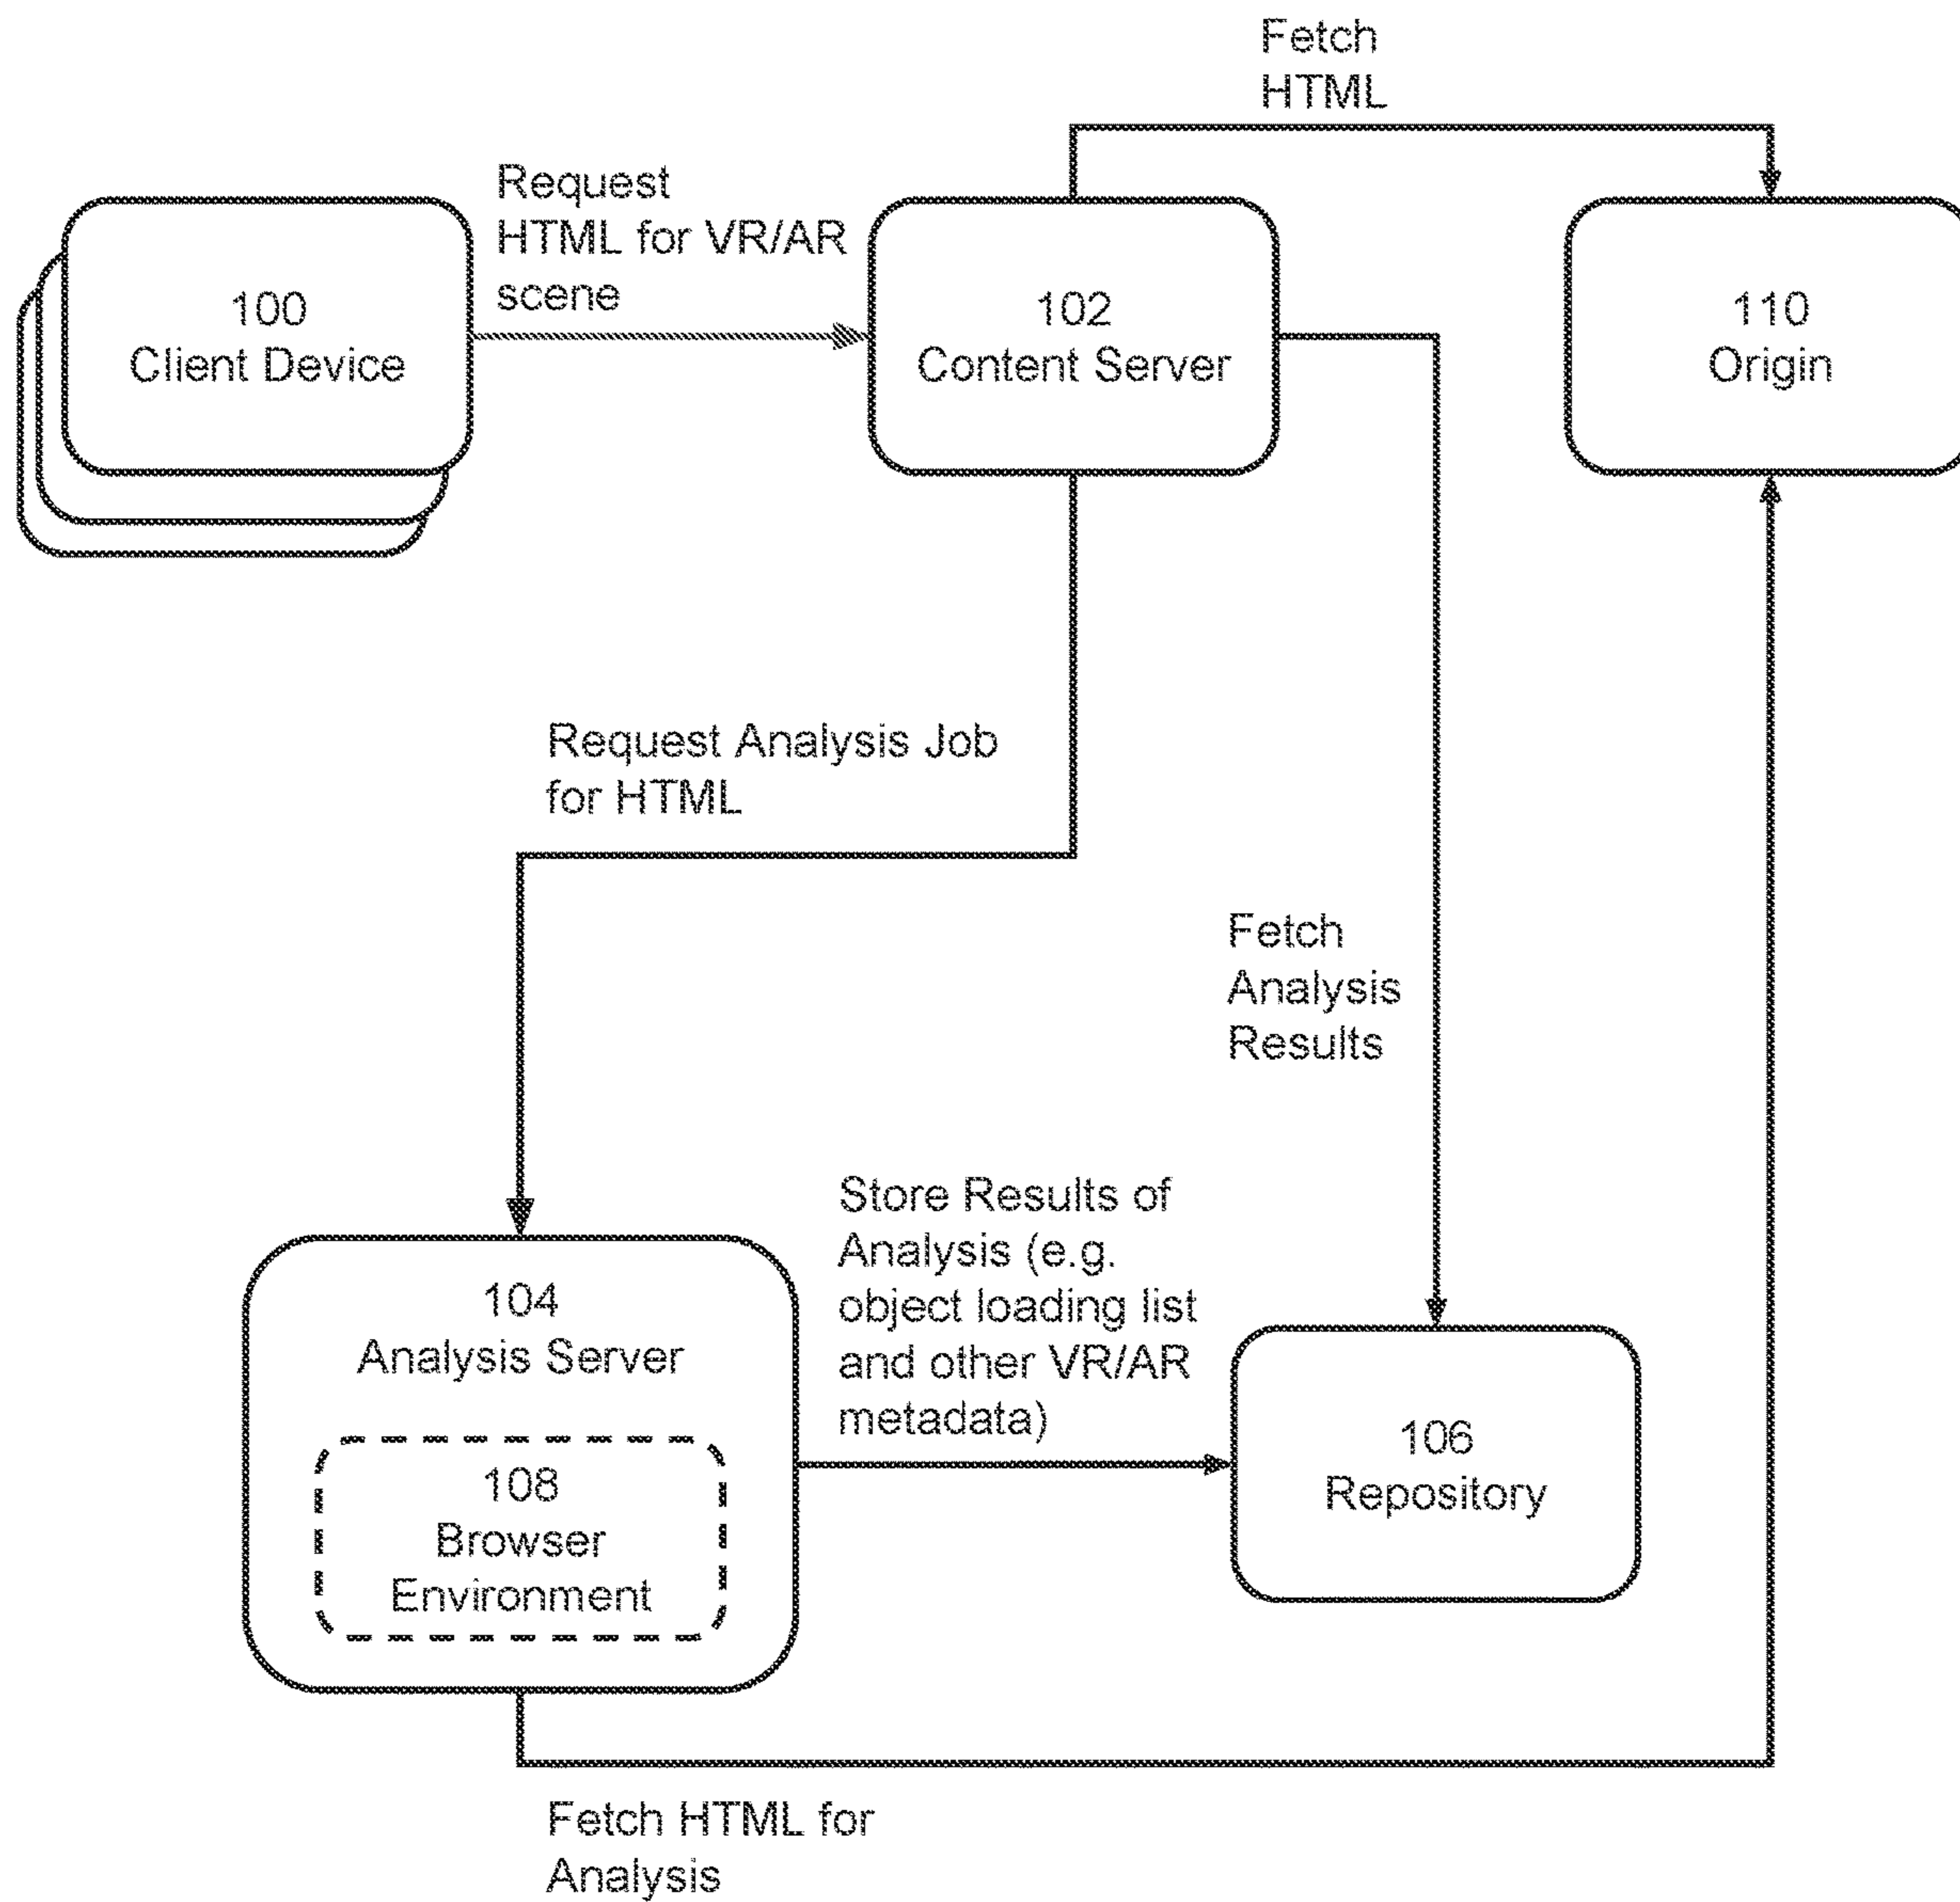 Fetch
HTML
Request
HTML for VR/AR
scene
100
Client Device
102
Content Server
110
Origin
Request Analysis Job
for HTML
Fetch
Analysis
Results
Store Results of
Analysis (e.g.
object loading list
and other VR/AR
metadata)
104
Analysis Server
108
Browser
Environment
106
Repository
Fetch HTML for
Analysis